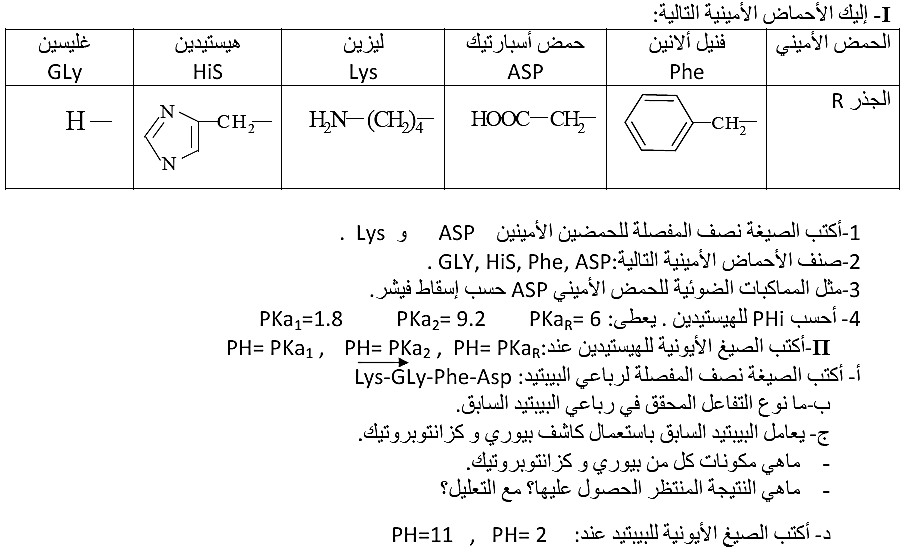 I- إليك الأحماض الأمينية التالية:
الحمض الأميني فنيل ألانين حمض أسبارتيك ليزين هيستيدين غليسين
Phe ASP Lys HiS GLy
الجذر R
CH2 HOOC—CH2— H2N—(CH2)4 N CH2— N H—
1-أكتب الصيغة نصف المفصلة للحمضين الأمينين ASP و Lys .
2-صنف الأحماض الأمينية التالية:GLY, HiS, Phe, ASP .
3-مثل المماكبات الضوئية للحمض الأميني ASP حسب إسقاط فيشر.
4- أحسب PHi للهيستيدين . يعطى: PKa1=1.8 PKa2= 9.2 PKaR= 6
II-أكتب الصيغ الأيونية للهيستيدين عند:PH= PKa1 , PH= PKa2 , PH= PKaR
أ- أكتب الصيغة نصف المفصلة لرباعي الببتيد: Lys-GLy-Phe-Asp
ب-ما نوع التفاعل المحقق في رباعي البيبتيد السابق.
ج- يعامل البيبتيد السابق باستعمال كاشف بيوري و كزانتوبروتيك.
- ماهي مكونات كل من بيوري و كزانتوبروتيك.
- ماهي النتيجة المنتظر الحصول عليها؟ مع التعليل؟
د- أكتب الصيغ الأيونية للبيبتيد عند: PH=11 , PH= 2